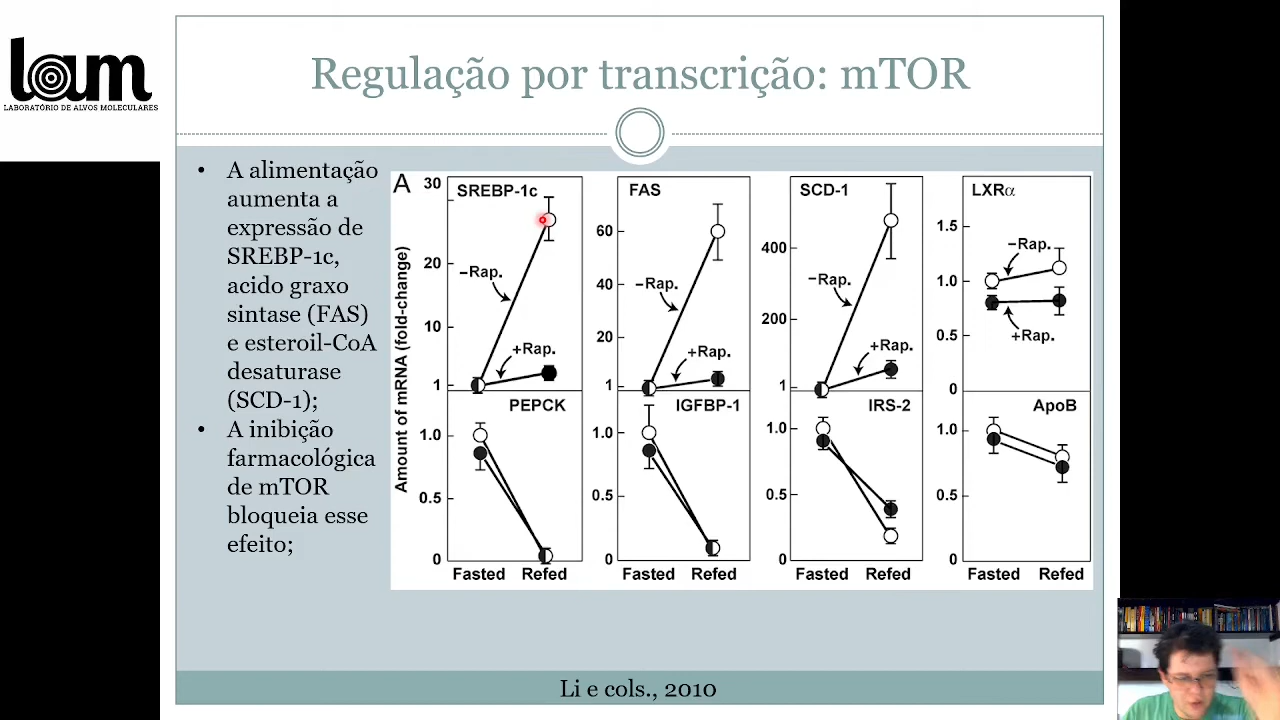 lam
LABORATÓRIO DE ALVOS MOLECULARES
Regulação por transcrição: mTOR
• A alimentação
aumenta a
expressão de
SREBP-1c,
acido graxo
sintase (FAS)
e esteroil-CoA
desaturase
(SCD-1);
• A inibição
farmacológica
de mTOR
bloqueia esse
efeito;
A
Amount of mRNA (fold-change)
SREBP-1c
30
20
10
1
−Rap.
+Rap.
FAS
60
40
20
1
−Rap.
+Rap.
SCD-1
400
200
1
−Rap.
+Rap.
LXRα
1.5
1.0
0.5
0
−Rap.
+Rap.
PEPCK
1.0
0.5
0
Fasted Refed
IGFBP-1
1.0
0.5
0
Fasted Refed
IRS-2
1.0
0.5
0
Fasted Refed
ApoB
1.0
0.5
0
Fasted Refed
Li e cols., 2010